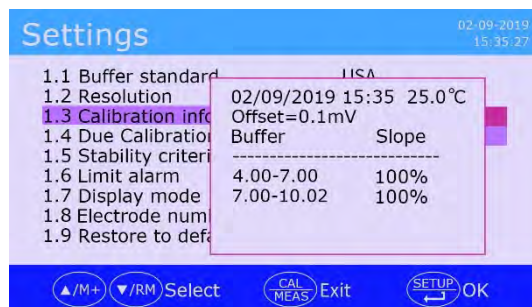 Settings
02-09-2019
15:35:27
1.1 Buffer standard USA
1.2 Resolution
1.3 Calibration info
1.4 Due Calibration
1.5 Stability criteri
1.6 Limit alarm
1.7 Display mode
1.8 Electrode num
1.9 Restore to defa
02/09/2019 15:35 25.0℃
Offset=0.1mV
Buffer Slope
---------------------------
4.00-7.00 100%
7.00-10.02 100%
▲/M+ ▼/RM Select CAL MEAS Exit SETUP OK